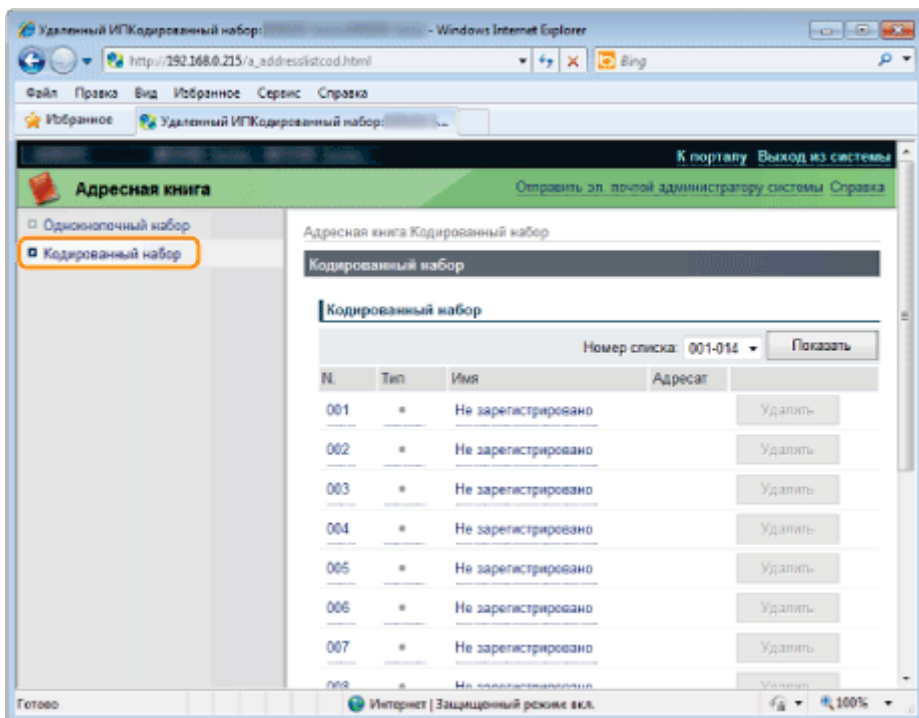 Удаленный ИПКодированный набор: - Windows Internet Explorer
http://192.168.0.215/a_addresslistcod.html
Bing
Файл Правка Вид Избранное Сервис Справка
Избранное Удаленный ИПКодированный набор: ...
К порталу Выход из системы
Адресная книга Отправить эл. почтой администратору системы Справка
Однокнопочный набор
Кодированный набор
Адресная книга Кодированный набор
Кодированный набор
Кодированный набор
Номер списка: 001-014 Показать
N. Тип Имя Адресат
001 Не зарегистрировано Удалить
002 Не зарегистрировано Удалить
003 Не зарегистрировано Удалить
004 Не зарегистрировано Удалить
005 Не зарегистрировано Удалить
006 Не зарегистрировано Удалить
007 Не зарегистрировано Удалить
008 Не зарегистрировано Удалить
Готово Интернет | Защищенный режим: вкл. 100%